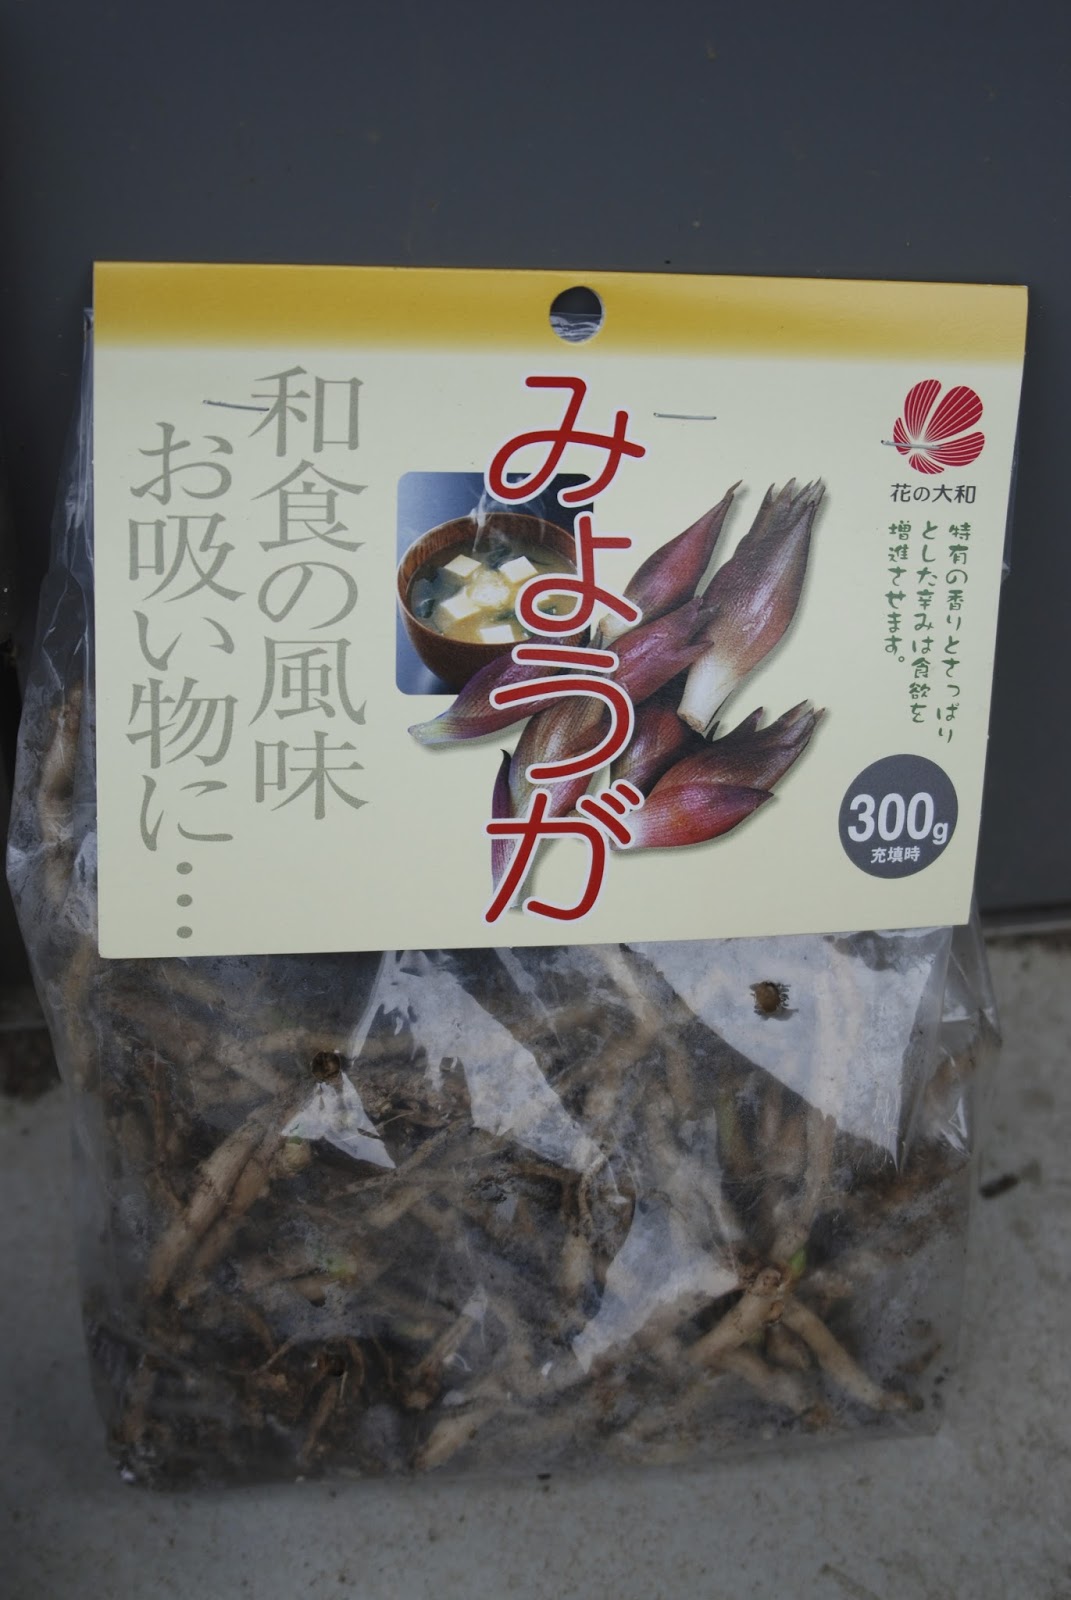 みょうが
和食の風味
お吸い物に…
花の大和
特有の香りとさっぱり
とした辛みは食欲を
増進させます。
300g
充填時